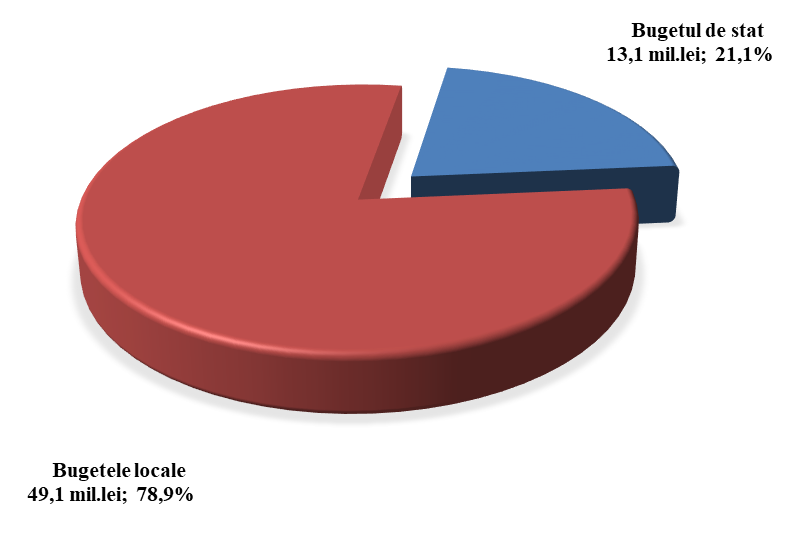 Bugetul de stat
13,1 mil.lei;  21,1%
Bugetele locale
49,1 mil.lei;  78,9%